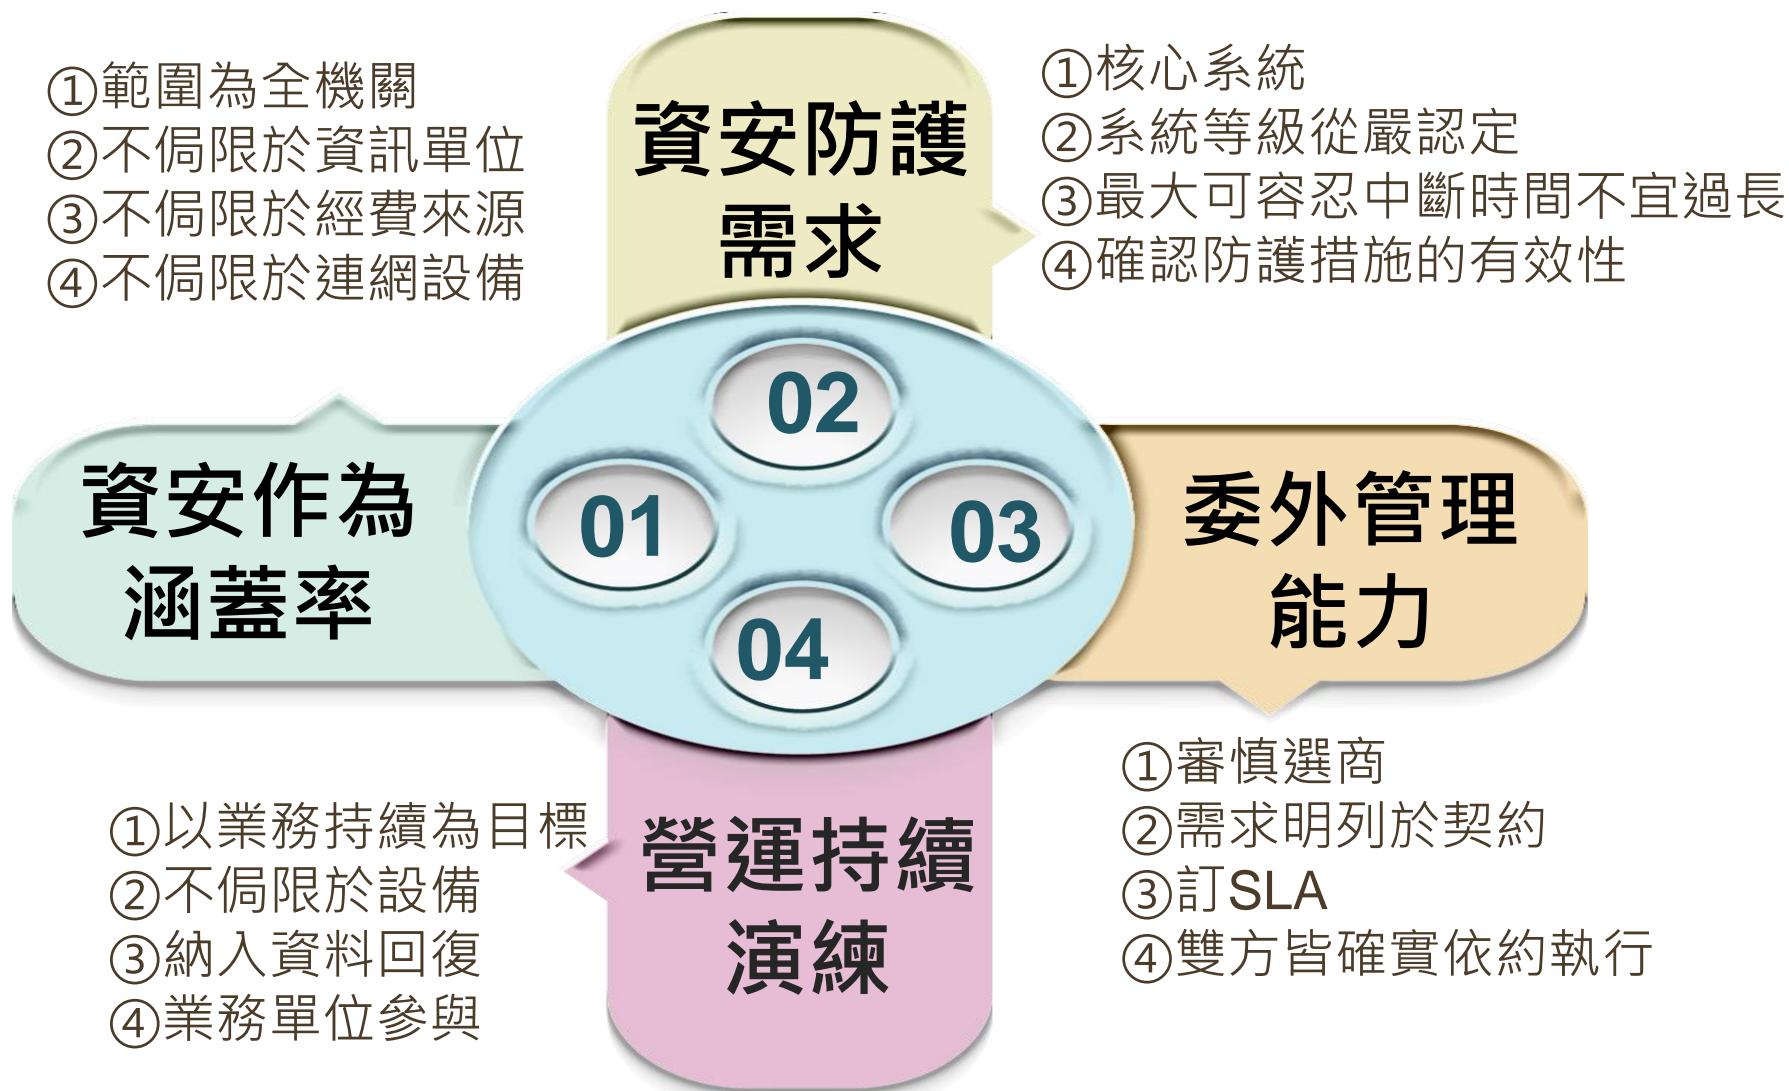 ①範圍為全機關
②不侷限於資訊單位
③不侷限於經費來源
④不侷限於連網設備
資安防護
需求
①核心系統
②系統等級從嚴認定
③最大可容忍中斷時間不宜過長
④確認防護措施的有效性
資安作為
涵蓋率
01
02
03
04
委外管理
能力
①以業務持續為目標
②不侷限於設備
③納入資料回復
④業務單位參與
營運持續
演練
①審慎選商
②需求明列於契約
③訂SLA
④雙方皆確實依約執行